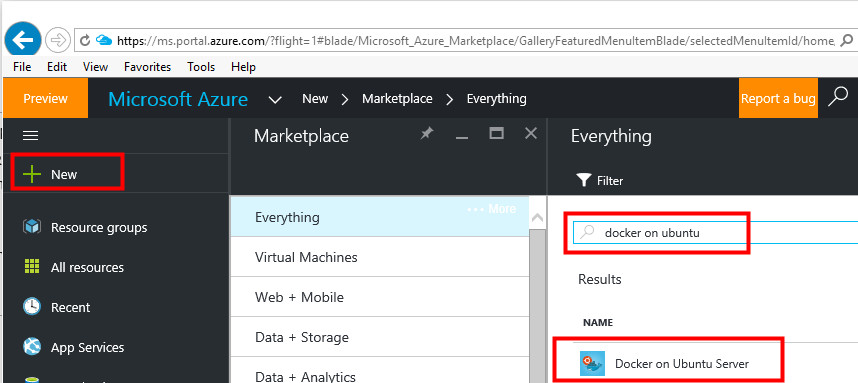 https://ms.portal.azure.com/?flight=1#blade/Microsoft_Azure_Marketplace/GalleryFeaturedMenuItemBlade/selectedMenuItemId/home,
File Edit View Favorites Tools Help
Preview Microsoft Azure New Marketplace Everything Report a bug
Marketplace Everything
New
Filter
Everything ••• More
docker on ubuntu
Resource groups
Virtual Machines
All resources
Results
Web + Mobile
Recent
NAME
Data + Storage
App Services
Docker on Ubuntu Server
Data + Analytics